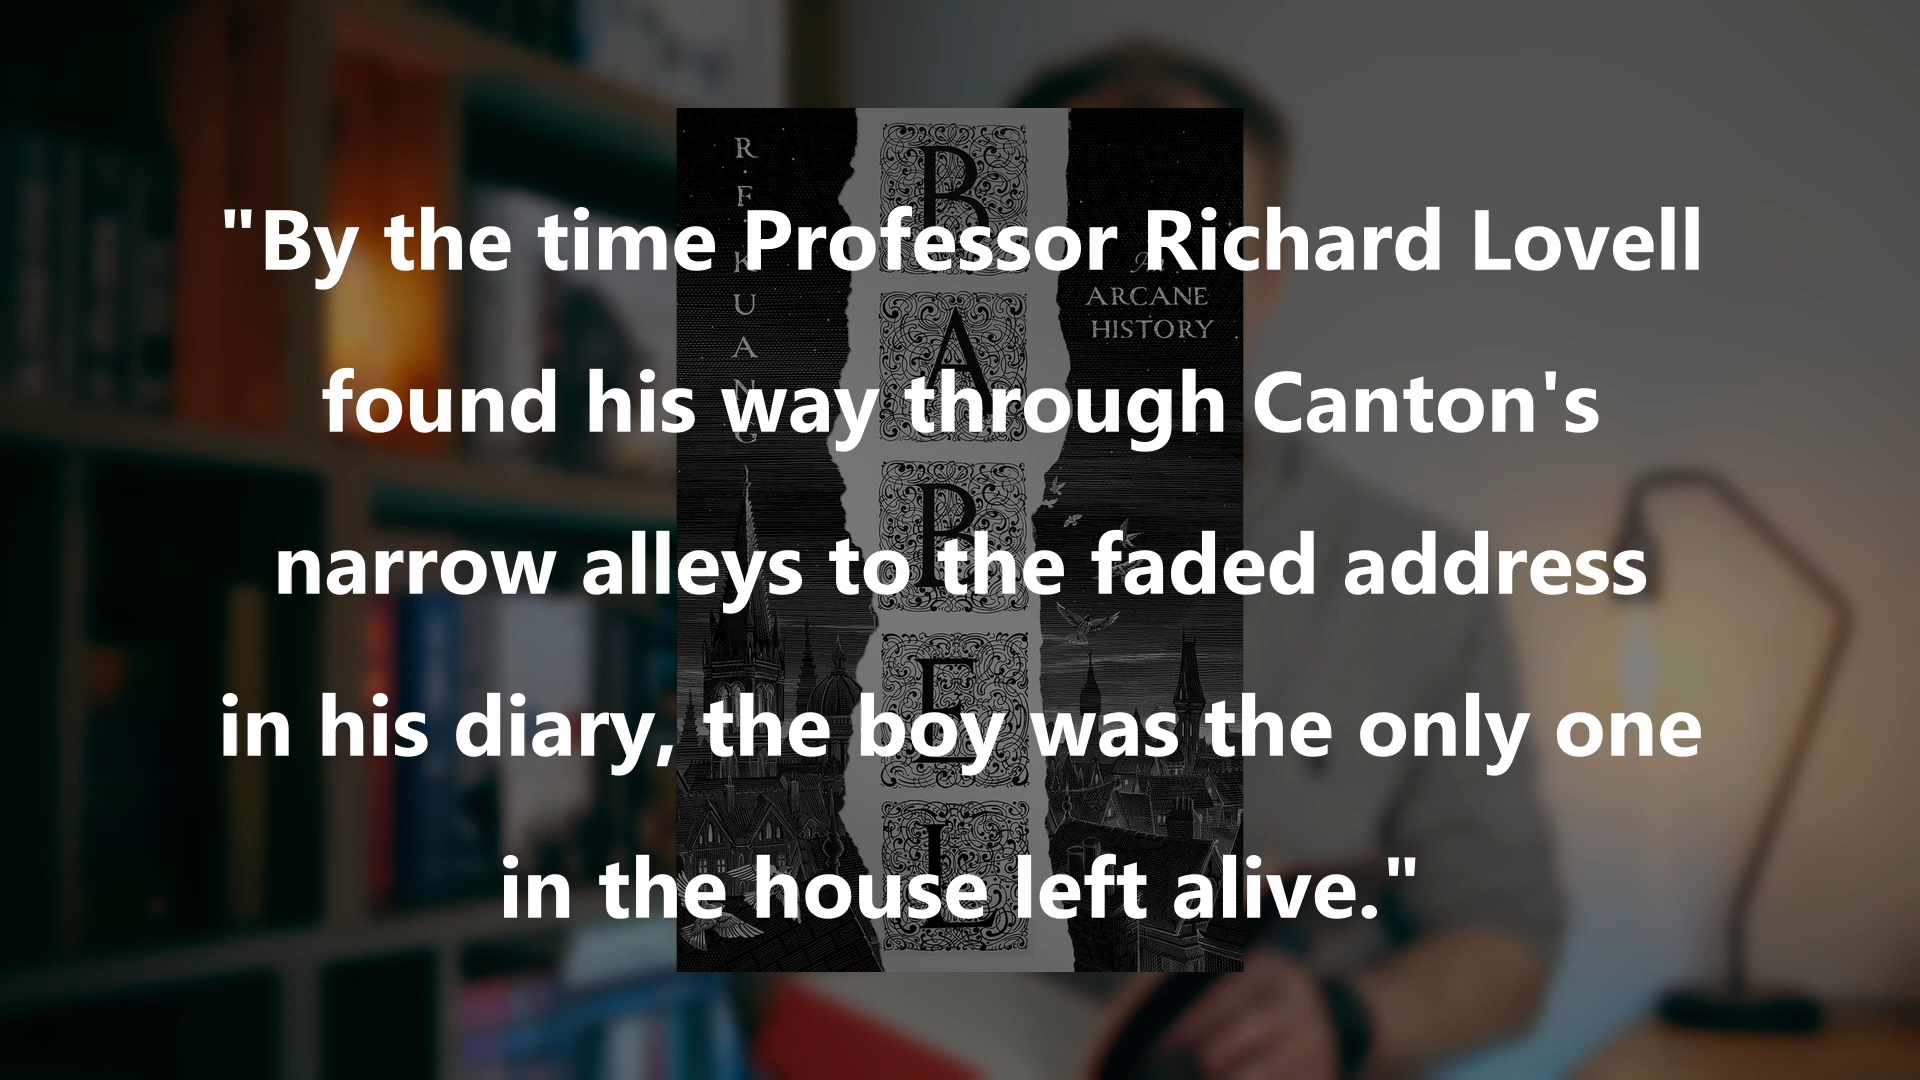 "By the time Professor Richard Lovell
found his way through Canton's
narrow alleys to the faded address
in his diary, the boy was the only one
in the house left alive."
R. F. KUANG
BABEL
An
ARCANE
HISTORY